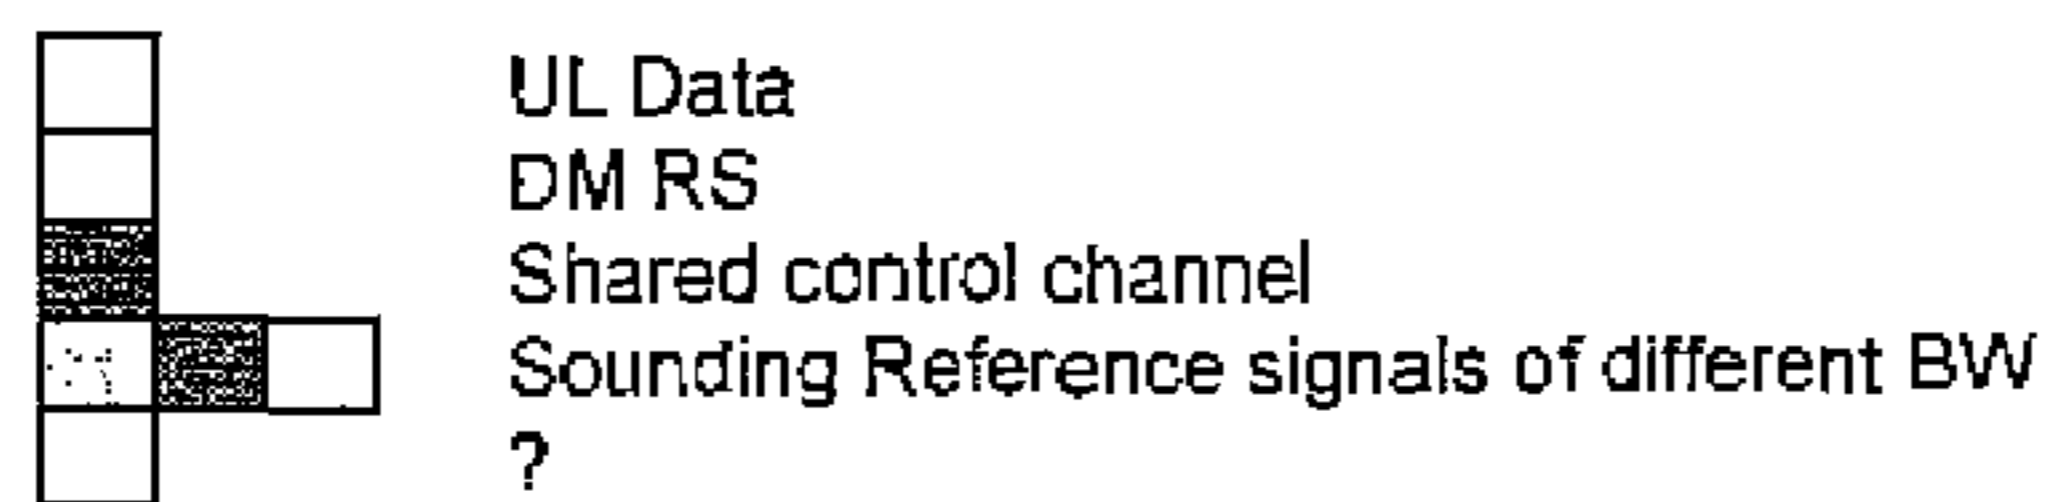 UL Data
DM RS
Shared control channel
Sounding Reference signals of different BW
?